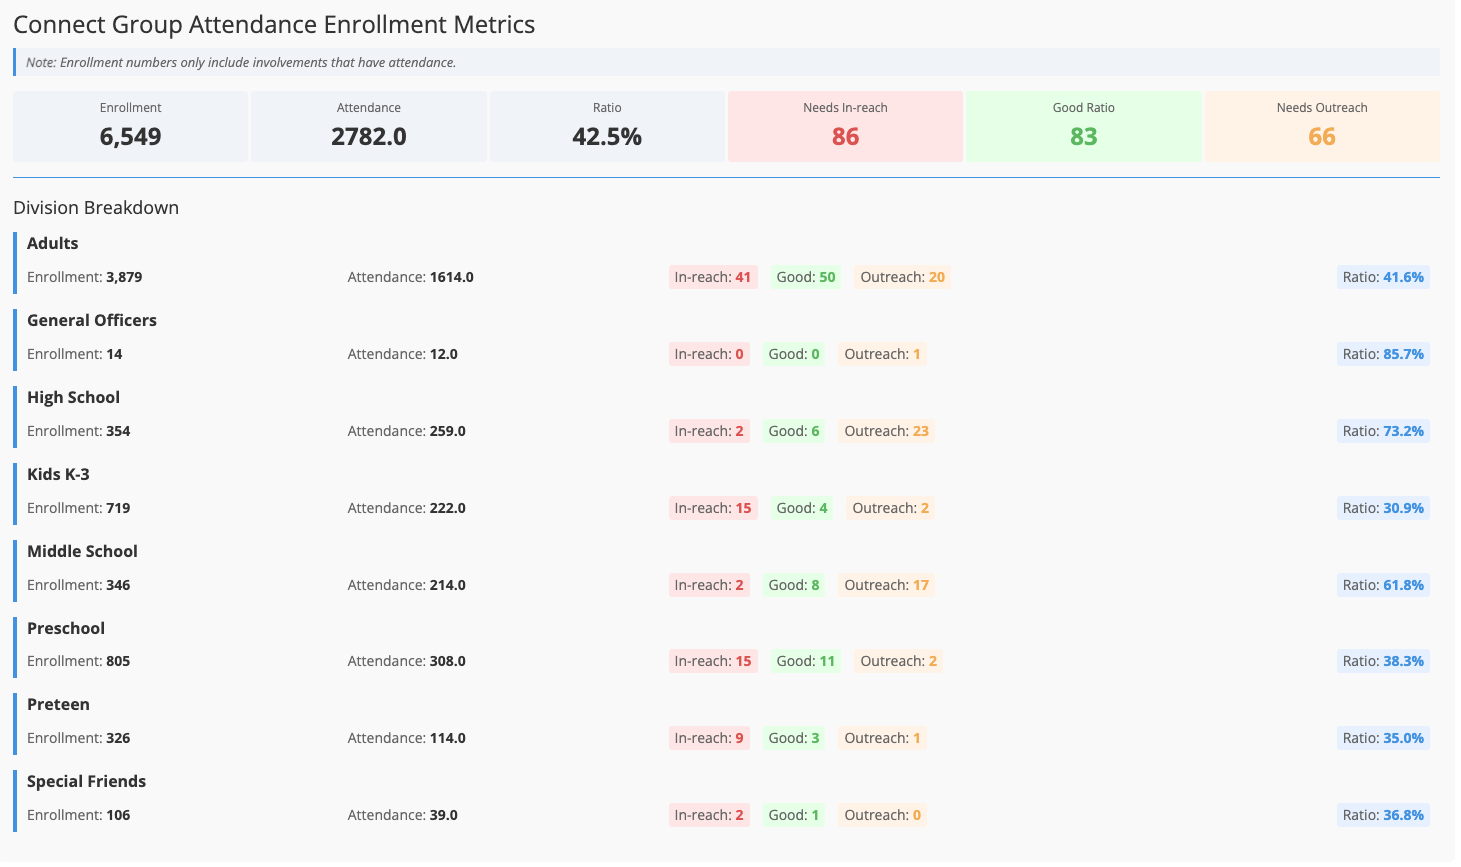 Connect Group Attendance Enrollment Metrics
Note: Enrollment numbers only include involvements that have attendance.
Enrollment Attendance Ratio Needs In-reach Good Ratio Needs Outreach
6,549 2782.0 42.5% 86 83 66
Division Breakdown
Adults
Enrollment: 3,879 Attendance: 1614.0 In-reach: 41 Good: 50 Outreach: 20 Ratio: 41.6%
General Officers
Enrollment: 14 Attendance: 12.0 In-reach: 0 Good: 0 Outreach: 1 Ratio: 85.7%
High School
Enrollment: 354 Attendance: 259.0 In-reach: 2 Good: 6 Outreach: 23 Ratio: 73.2%
Kids K-3
Enrollment: 719 Attendance: 222.0 In-reach: 15 Good: 4 Outreach: 2 Ratio: 30.9%
Middle School
Enrollment: 346 Attendance: 214.0 In-reach: 2 Good: 8 Outreach: 17 Ratio: 61.8%
Preschool
Enrollment: 805 Attendance: 308.0 In-reach: 15 Good: 11 Outreach: 2 Ratio: 38.3%
Preteen
Enrollment: 326 Attendance: 114.0 In-reach: 9 Good: 3 Outreach: 1 Ratio: 35.0%
Special Friends
Enrollment: 106 Attendance: 39.0 In-reach: 2 Good: 1 Outreach: 0 Ratio: 36.8%